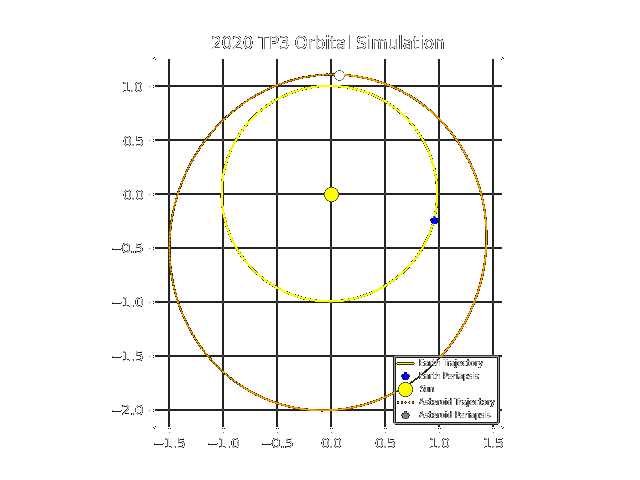 2020 TP3 Orbital Simulation
1.0
0.5
0.0
−0.5
−1.0
−1.5
−2.0
−1.5 −1.0 −0.5 0.0 0.5 1.0 1.5
Earth Trajectory
Earth Periapsis
Sun
Asteroid Trajectory
Asteroid Periapsis